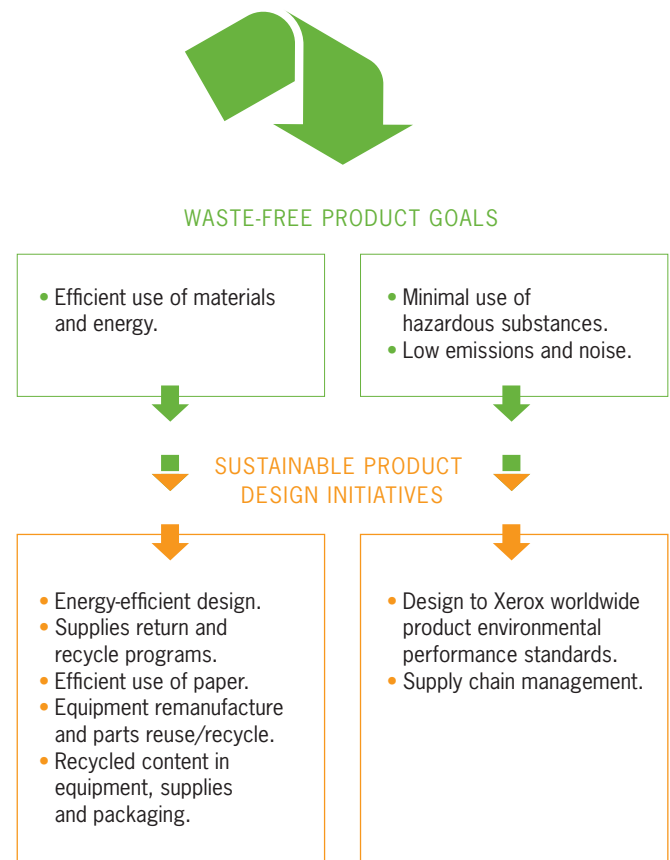 WASTE-FREE PRODUCT GOALS
• Efficient use of materials
and energy.
• Minimal use of
hazardous substances.
• Low emissions and noise.
SUSTAINABLE PRODUCT
DESIGN INITIATIVES
• Energy-efficient design.
• Supplies return and
recycle programs.
• Efficient use of paper.
• Equipment remanufacture
and parts reuse/recycle.
• Recycled content in
equipment, supplies
and packaging.
• Design to Xerox worldwide
product environmental
performance standards.
• Supply chain management.